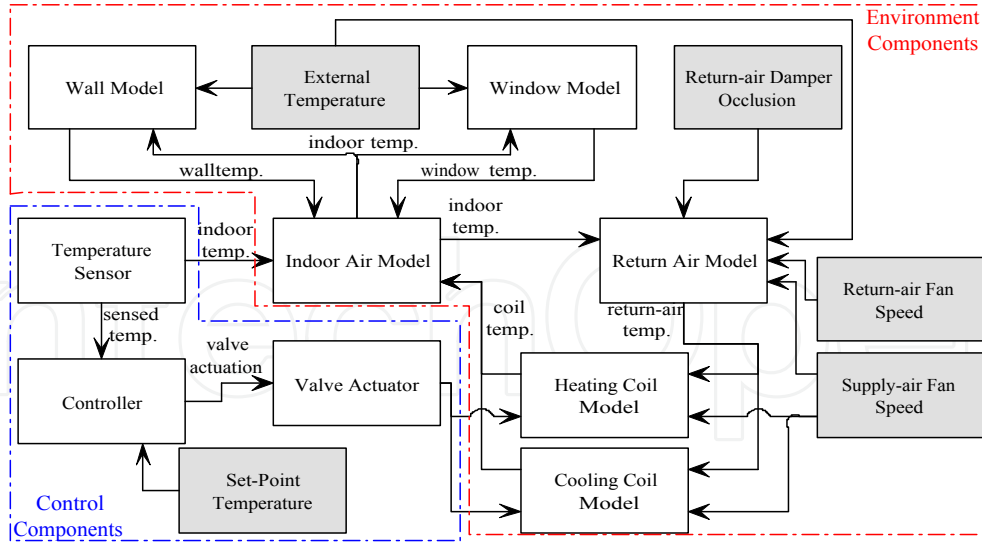 Environment
Components
Wall Model
External
Temperature
Window Model
Return-air Damper
Occlusion
indoor temp.
walltemp.
window temp.
indoor
temp.
indoor
temp.
Temperature
Sensor
Indoor Air Model
Return Air Model
Return-air Fan
Speed
sensed
temp.
coil
temp.
return-air
temp.
valve
actuation
Controller
Valve Actuator
Heating Coil
Model
Supply-air Fan
Speed
Set-Point
Temperature
Cooling Coil
Model
Control
Components